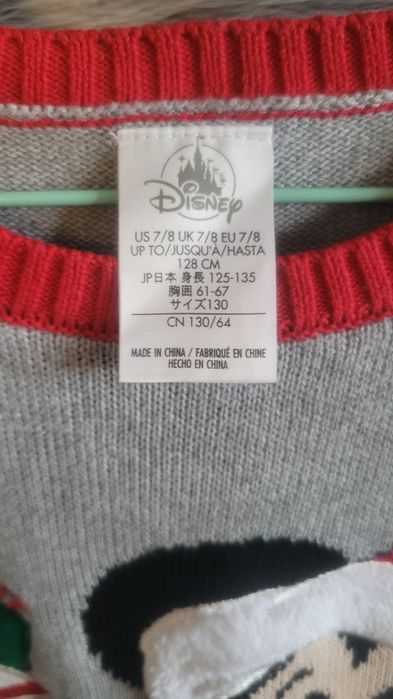 DISNEY
US 7/8 UK 7/8 EU 7/8
UP TO/JUSQU'À/HASTA
128 CM
JP日本 身長 125-135
胸囲 61-67
サイズ130
CN 130/64
MADE IN CHINA / FABRIQUÉ EN CHINE
HECHO EN CHINA